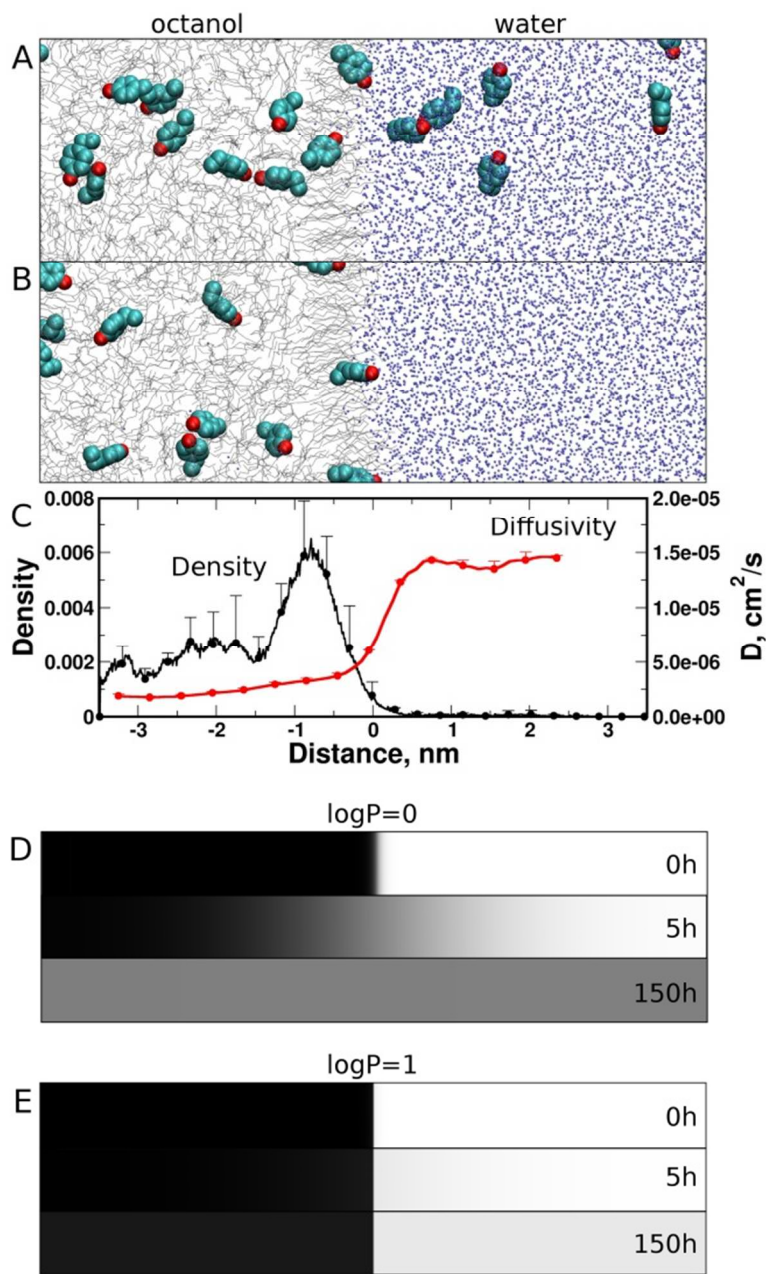 octanol water
A
B
C
0.008 2.0e-05
0.006 1.5e-05
0.004 1.0e-05
0.002 5.0e-06
0 0.0e+00
Density
Density
Diffusivity
D, cm²/s
-3 -2 -1 0 1 2 3
Distance, nm
logP=0
D
0h
5h
150h
logP=1
E
0h
5h
150h